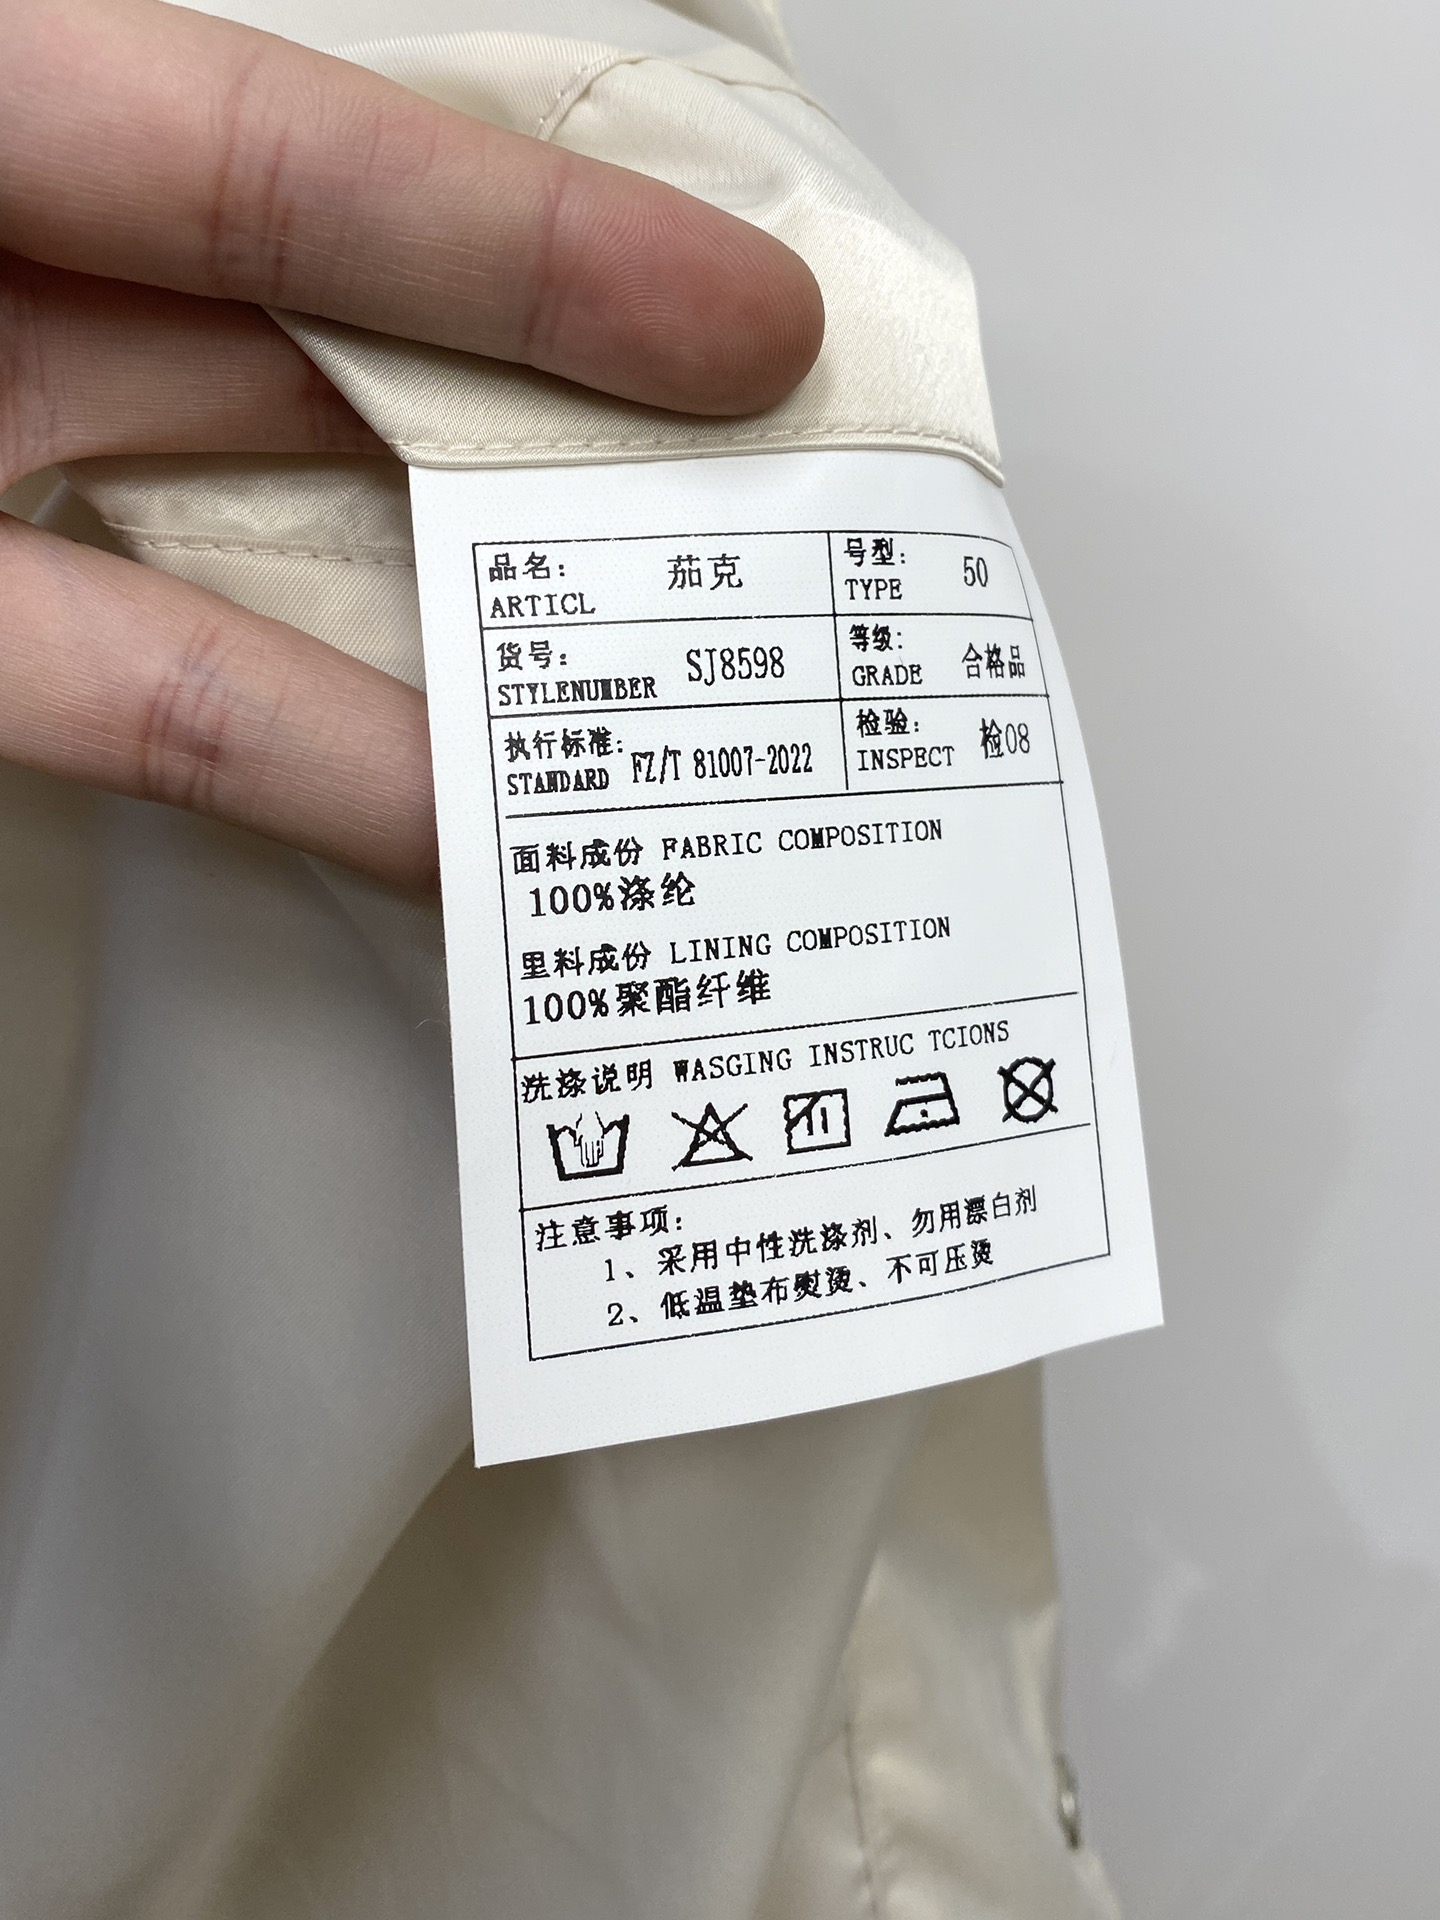 品名: 茄克 号型: 50
ARTICL TYPE
货号: SJ8598 等级: 合格品
STYLENUMBER GRADE
执行标准: FZ/T 81007-2022 检验: 检08
STANDARD INSPECT
面料成份 FABRIC COMPOSITION
100%涤纶
里料成份 LINING COMPOSITION
100%聚酯纤维
洗涤说明 WASGING INSTRUC TCIONS
注意事项:
1、采用中性洗涤剂、勿用漂白剂
2、低温垫布熨烫、不可压烫